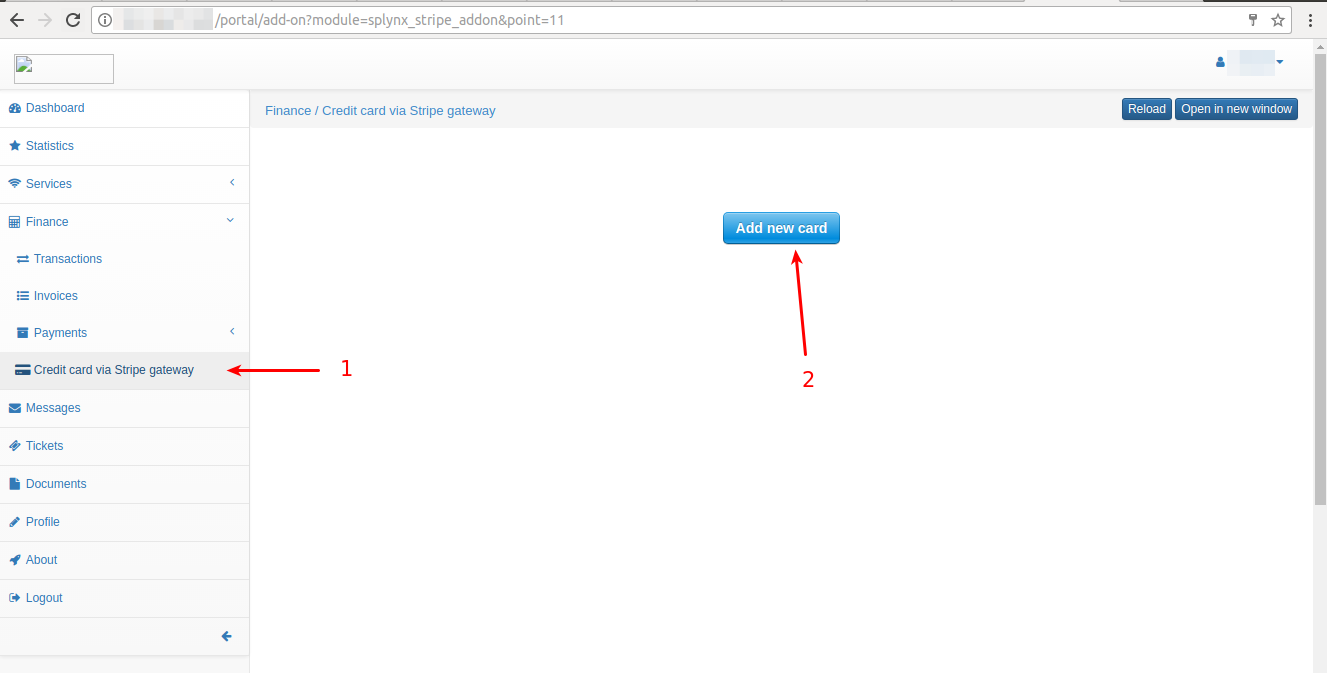 /portal/add-on?module=splynx_stripe_addon&point=11
Dashboard
Finance / Credit card via Stripe gateway
Reload
Open in new window
Statistics
Services
Finance
Add new card
Transactions
Invoices
Payments
Credit card via Stripe gateway
1
2
Messages
Tickets
Documents
Profile
About
Logout